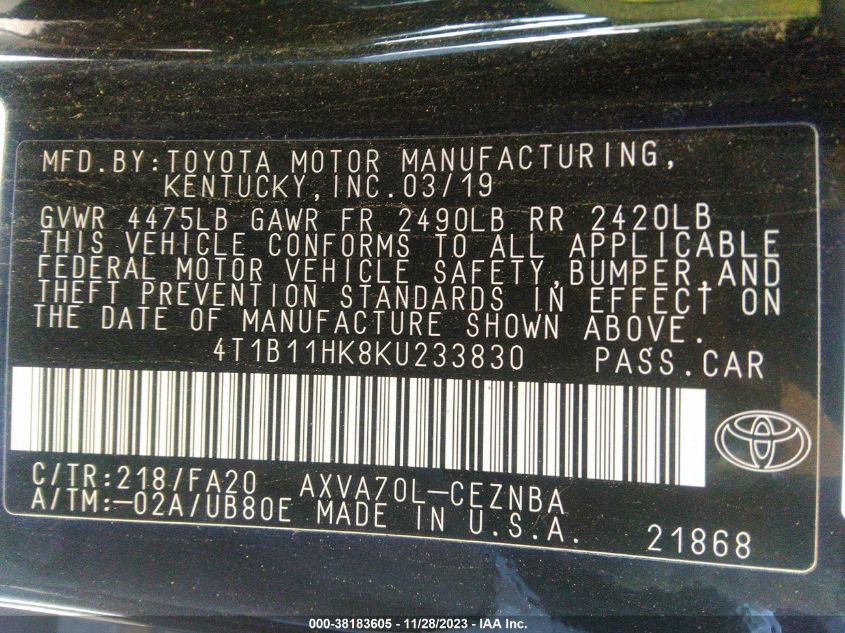 MFD.BY:TOYOTA MOTOR MANUFACTURING,
KENTUCKY,INC.03/19
GVWR 4475LB GAWR FR 2490LB RR 2420LB
THIS VEHICLE CONFORMS TO ALL APPLICABLE
FEDERAL MOTOR VEHICLE SAFETY,BUMPER,AND
THEFT PREVENTION STANDARDS IN EFFECT ON
THE DATE OF MANUFACTURE SHOWN ABOVE.
4T1B11HK8KU233830 PASS.CAR
C/TR:218/FA20 AXVA70L-CEZNBA
A/TM:-02A/UB80E MADE IN U.S.A. 21868
000-38183605 - 11/28/2023 - IAA Inc.